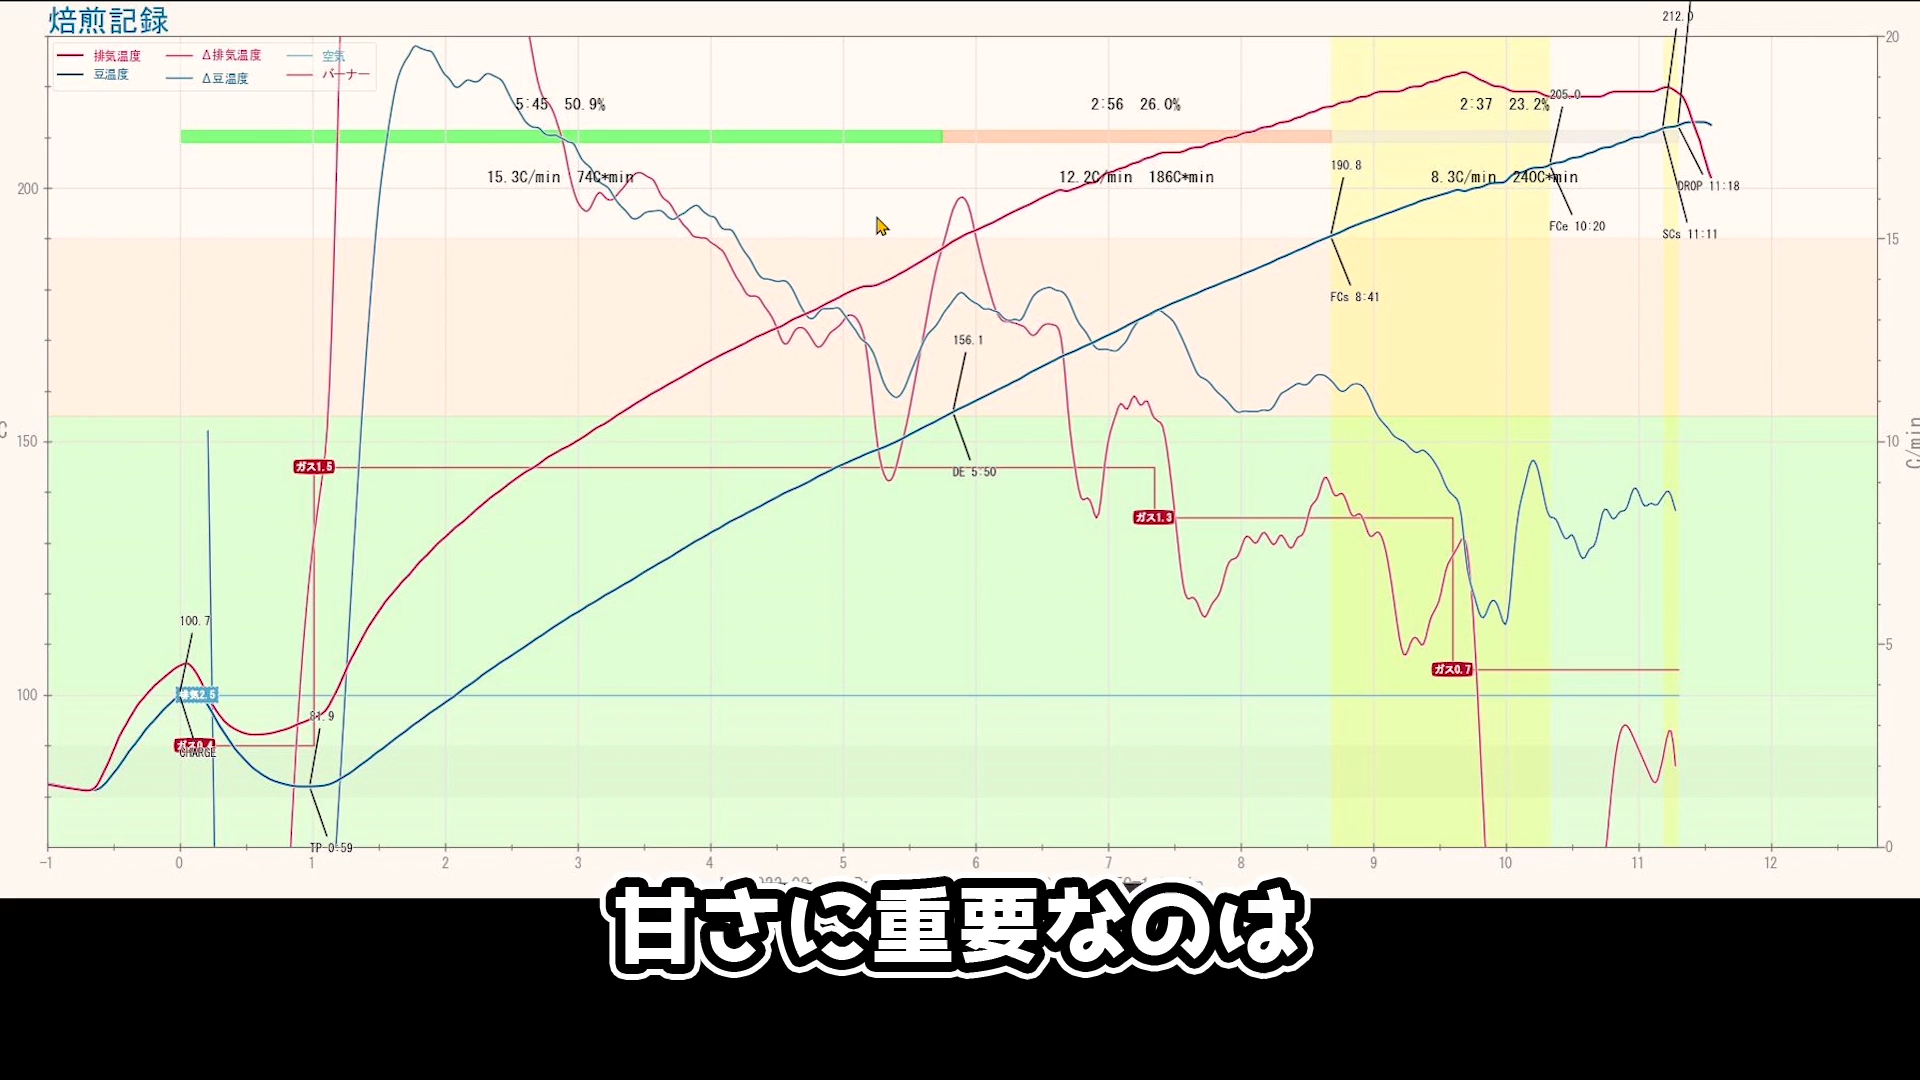 焙煎記録
排気温度 Δ排気温度 空気
豆温度 Δ豆温度 バーナー
212.0
20
5:45 50.9%
2:56 26.0%
2:37 23.2%
205.0
190.8
15.3C/min 74C*min
12.2C/min 186C*min
8.3C/min 240C*min
200
DROP 11:18
FCe 10:20
SCs 11:11
15
FCs 8:41
156.1
C
150
10
C/min
ガス1.5
DE 5:50
ガス1.3
100.7
5
ガス0.7
100
排気2.5
81.9
ガス0.4
CHARGE
TP 0:59
0
-1 0 1 2 3 4 5 6 7 8 9 10 11 12
甘さに重要なのは